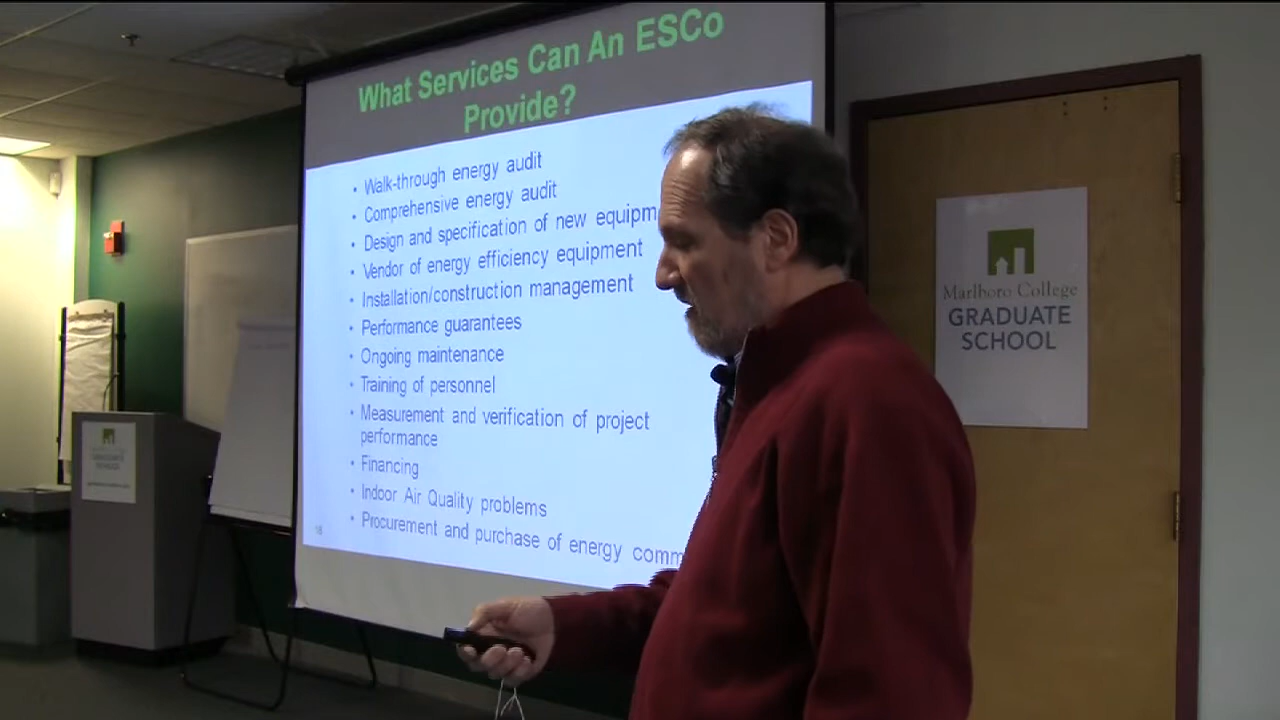 What Services Can An ESCo
Provide?
• Walk-through energy audit
• Comprehensive energy audit
• Design and specification of new equipm
• Vendor of energy efficiency equipment
• Installation/construction management
• Performance guarantees
• Ongoing maintenance
• Training of personnel
• Measurement and verification of project
performance
• Financing
• Indoor Air Quality problems
• Procurement and purchase of energy comm
Marlboro College
GRADUATE
SCHOOL
GRADUATE
SCHOOL